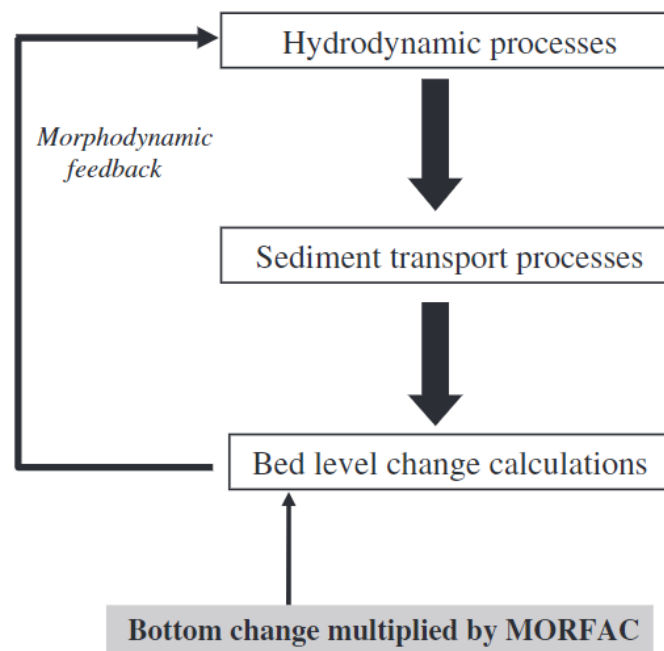 Hydrodynamic processes
Morphodynamic
feedback
Sediment transport processes
Bed level change calculations
Bottom change multiplied by MORFAC